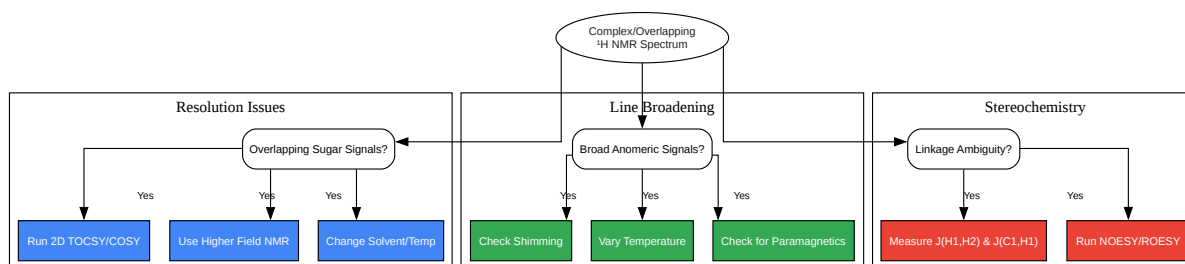 Complex/Overlapping
¹H NMR Spectrum
Resolution Issues
Line Broadening
Stereochemistry
Overlapping Sugar Signals?
Broad Anomeric Signals?
Linkage Ambiguity?
Yes
Yes
Yes
Yes
Yes
Yes
Yes
Yes
Run 2D TOCSY/COSY
Use Higher Field NMR
Change Solvent/Temp
Check Shimming
Vary Temperature
Check for Paramagnetics
Measure J(H1,H2) & J(C1,H1)
Run NOESY/ROESY